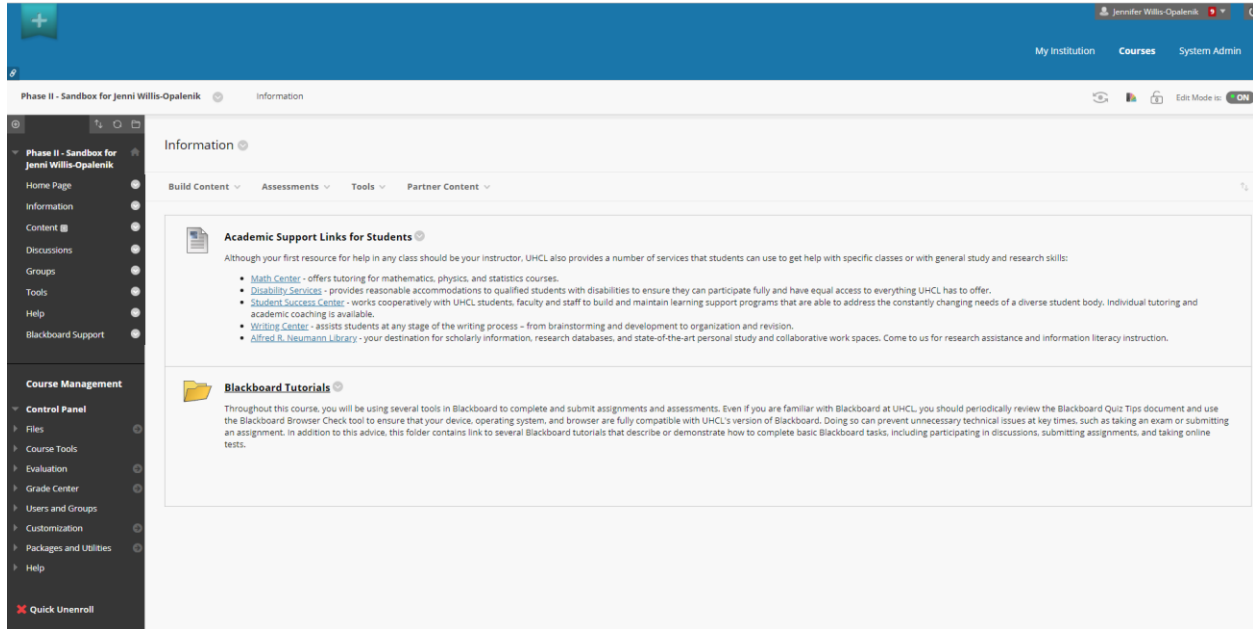 Jennifer Willis-Opalenik 9
My Institution Courses System Admin
Phase II - Sandbox for Jenni Willis-Opalenik Information Edit Mode is: ON
Phase II - Sandbox for
Jenni Willis-Opalenik
Home Page
Information
Content
Discussions
Groups
Tools
Help
Blackboard Support
Course Management
Control Panel
Files
Course Tools
Evaluation
Grade Center
Users and Groups
Customization
Packages and Utilities
Help
Quick Unenroll
Information
Build Content Assessments Tools Partner Content
Academic Support Links for Students
Although your first resource for help in any class should be your instructor, UHCL also provides a number of services that students can use to get help with specific classes or with general study and research skills:
Math Center - offers tutoring for mathematics, physics, and statistics courses.
Disability Services - provides reasonable accommodations to qualified students with disabilities to ensure they can participate fully and have equal access to everything UHCL has to offer.
Student Success Center - works cooperatively with UHCL students, faculty and staff to build and maintain learning support programs that are able to address the constantly changing needs of a diverse student body. Individual tutoring and
academic coaching is available.
Writing Center - assists students at any stage of the writing process – from brainstorming and development to organization and revision.
Alfred R. Neumann Library - your destination for scholarly information, research databases, and state-of-the-art personal study and collaborative work spaces. Come to us for research assistance and information literacy instruction.
Blackboard Tutorials
Throughout this course, you will be using several tools in Blackboard to complete and submit assignments and assessments. Even if you are familiar with Blackboard at UHCL, you should periodically review the Blackboard Quiz Tips document and use
the Blackboard Browser Check tool to ensure that your device, operating system, and browser are fully compatible with UHCL's version of Blackboard. Doing so can prevent unnecessary technical issues at key times, such as taking an exam or submitting
an assignment. In addition to this advice, this folder contains link to several Blackboard tutorials that describe or demonstrate how to complete basic Blackboard tasks, including participating in discussions, submitting assignments, and taking online
tests.